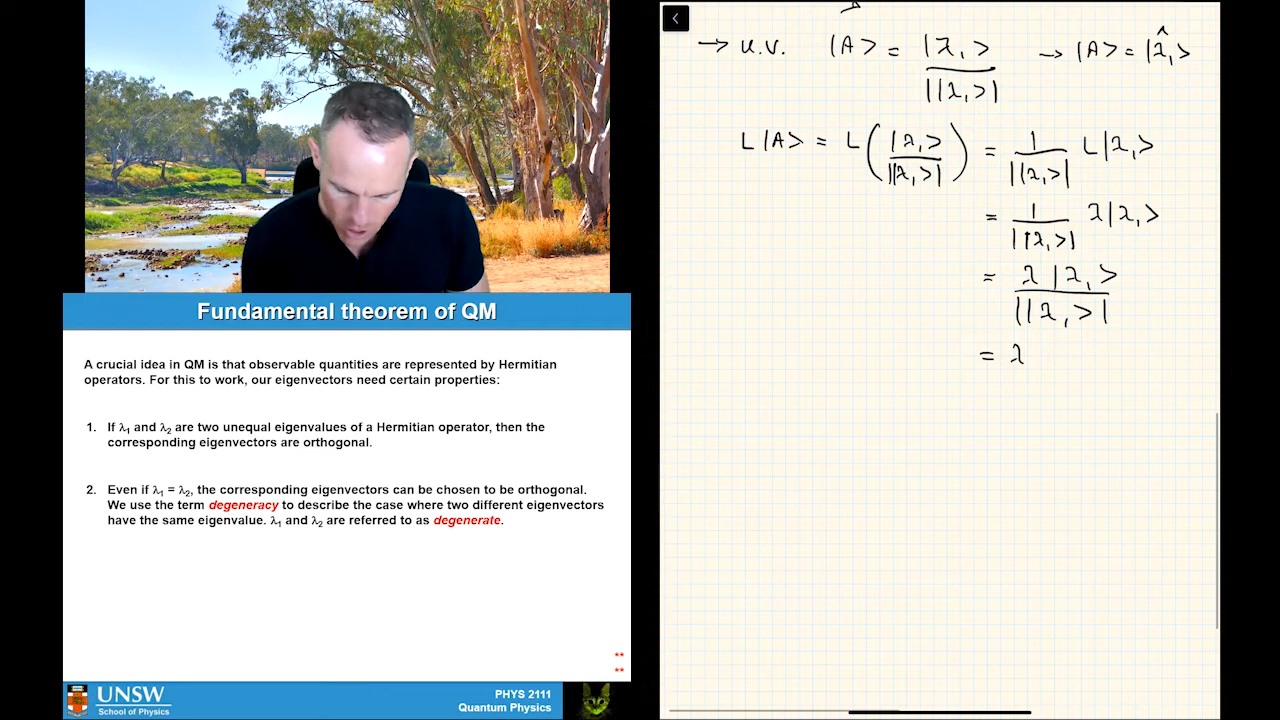 Fundamental theorem of QM
A crucial idea in QM is that observable quantities are represented by Hermitian
operators. For this to work, our eigenvectors need certain properties:
1. If λ₁ and λ₂ are two unequal eigenvalues of a Hermitian operator, then the
corresponding eigenvectors are orthogonal.
2. Even if λ₁ = λ₂, the corresponding eigenvectors can be chosen to be orthogonal.
We use the term degeneracy to describe the case where two different eigenvectors
have the same eigenvalue. λ₁ and λ₂ are referred to as degenerate.
**
**
UNSW
School of Physics
PHYS 2111
Quantum Physics
→ u.v. |A> = |λ₁> / ||λ₁>| → |A> = |λ̂₁>
L|A> = L(|λ₁> / ||λ₁>|) = 1 / ||λ₁>| L|λ₁>
= 1 / ||λ₁>| λ|λ₁>
= λ|λ₁> / ||λ₁>|
= λ